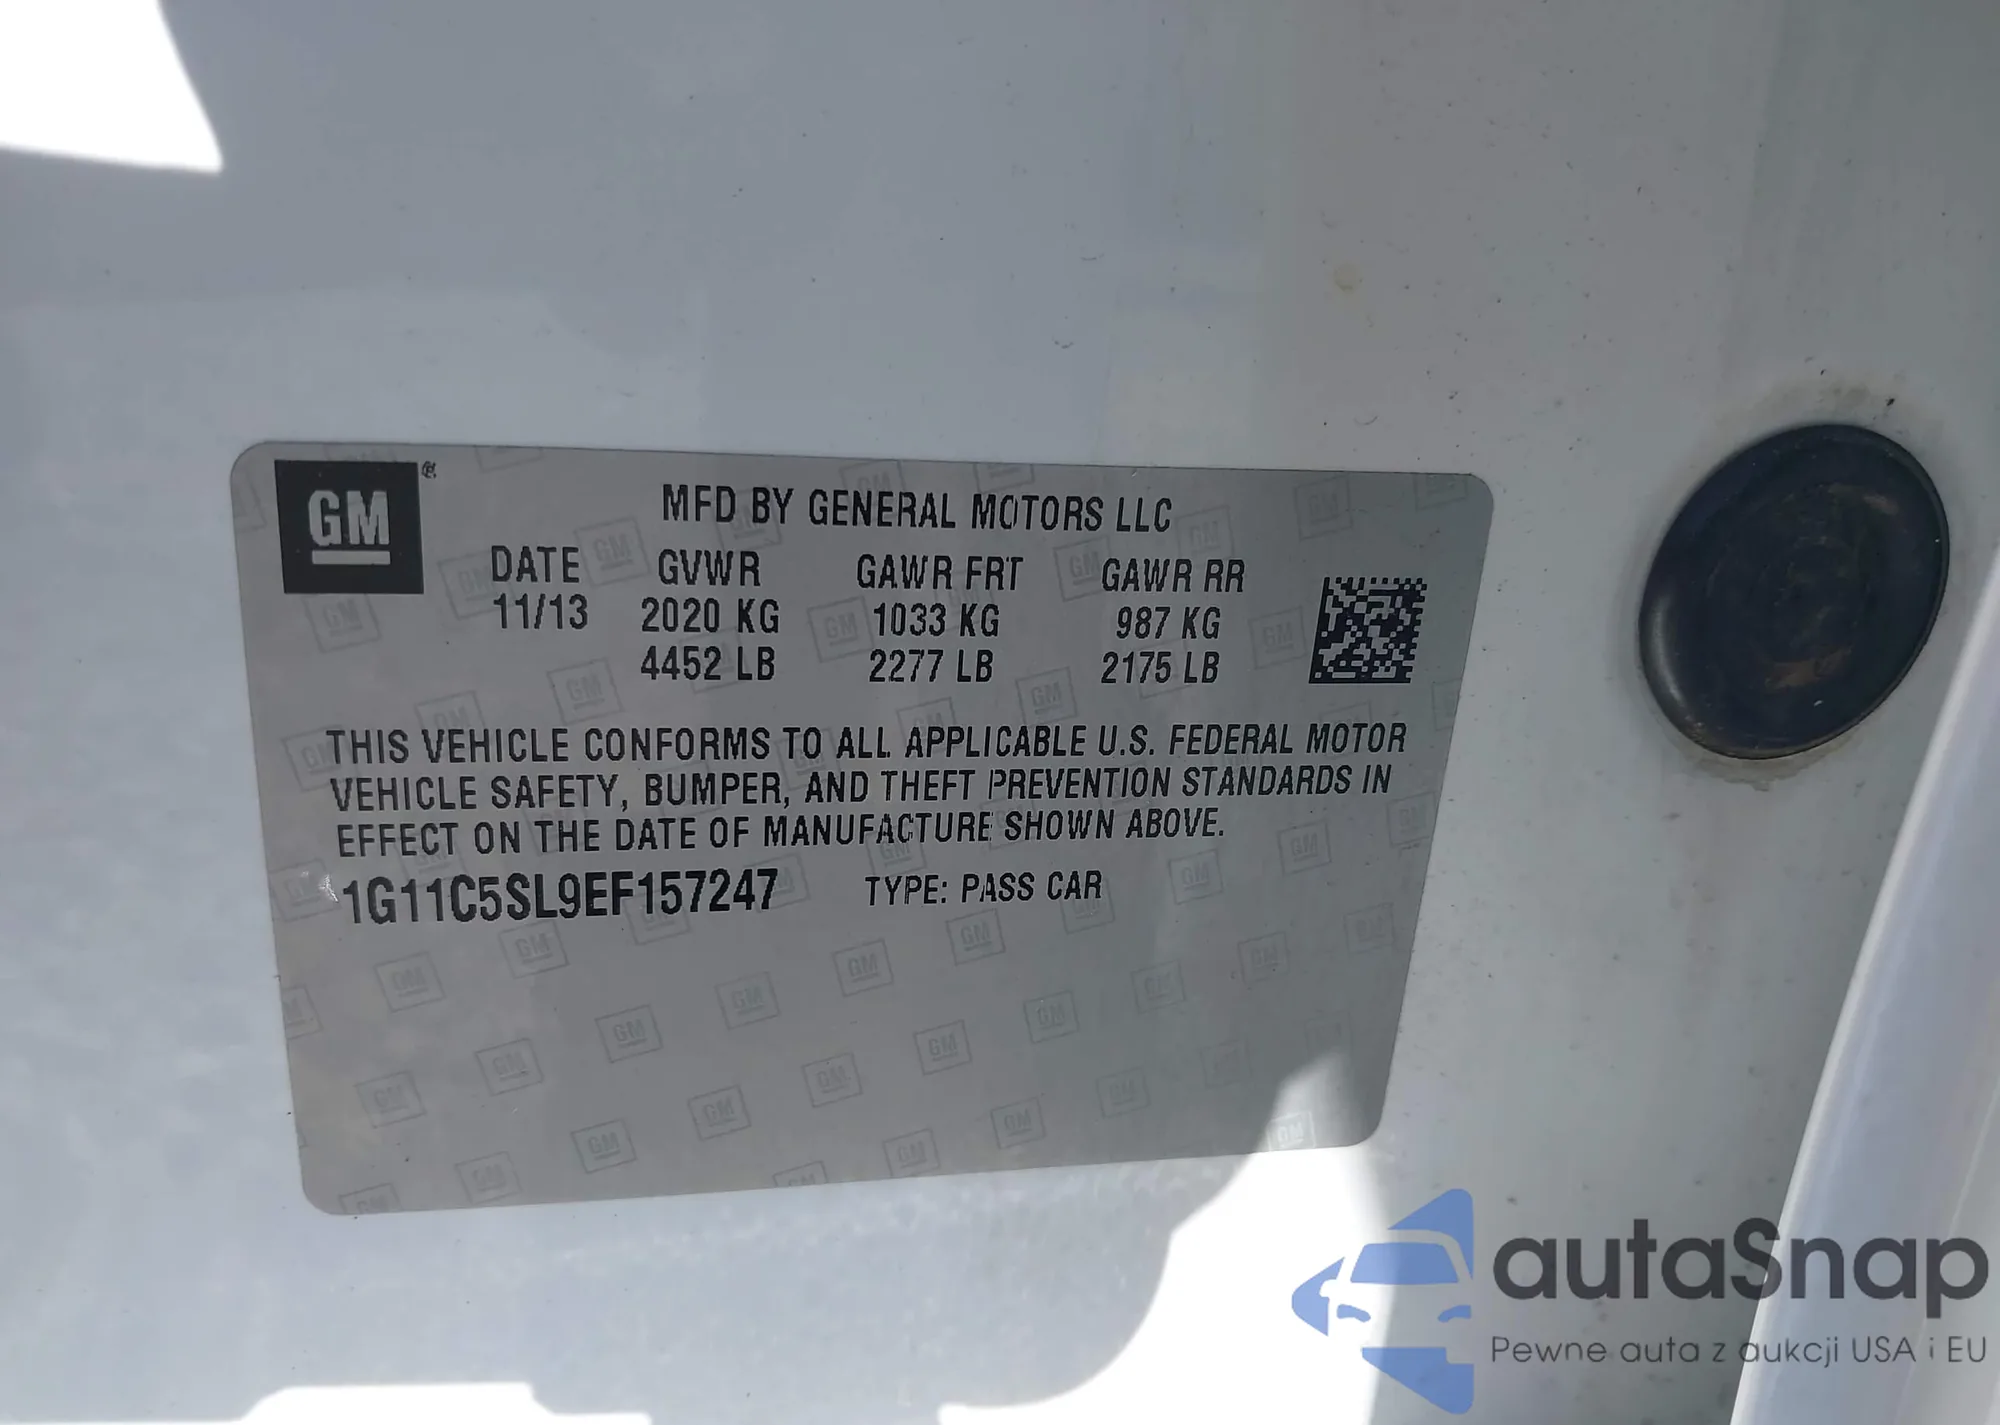 GM®
MFD BY GENERAL MOTORS LLC
DATE GVWR GAWR FRT GAWR RR
11/13 2020 KG 1033 KG 987 KG
4452 LB 2277 LB 2175 LB
THIS VEHICLE CONFORMS TO ALL APPLICABLE U.S. FEDERAL MOTOR
VEHICLE SAFETY, BUMPER, AND THEFT PREVENTION STANDARDS IN
EFFECT ON THE DATE OF MANUFACTURE SHOWN ABOVE.
1G11C5SL9EF157247 TYPE: PASS CAR
autaSnap
Pewne auta z aukcji USA i EU